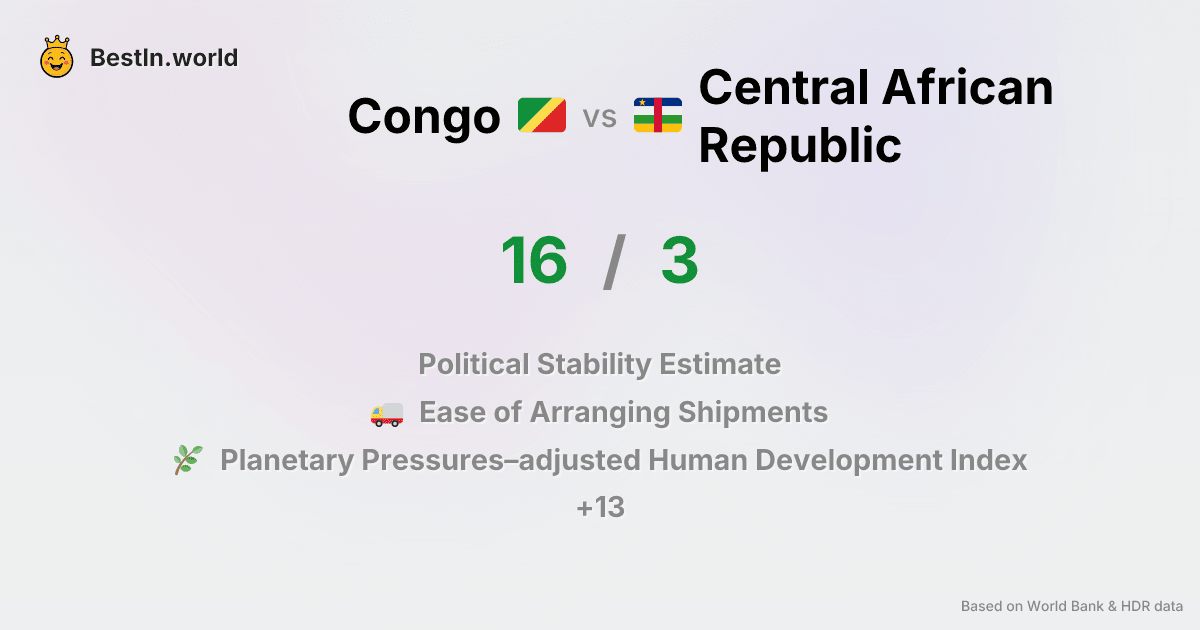 BestIn.world
Congo vs Central African
Republic
16 / 3
Political Stability Estimate
Ease of Arranging Shipments
Planetary Pressures–adjusted Human Development Index
+13
Based on World Bank & HDR data